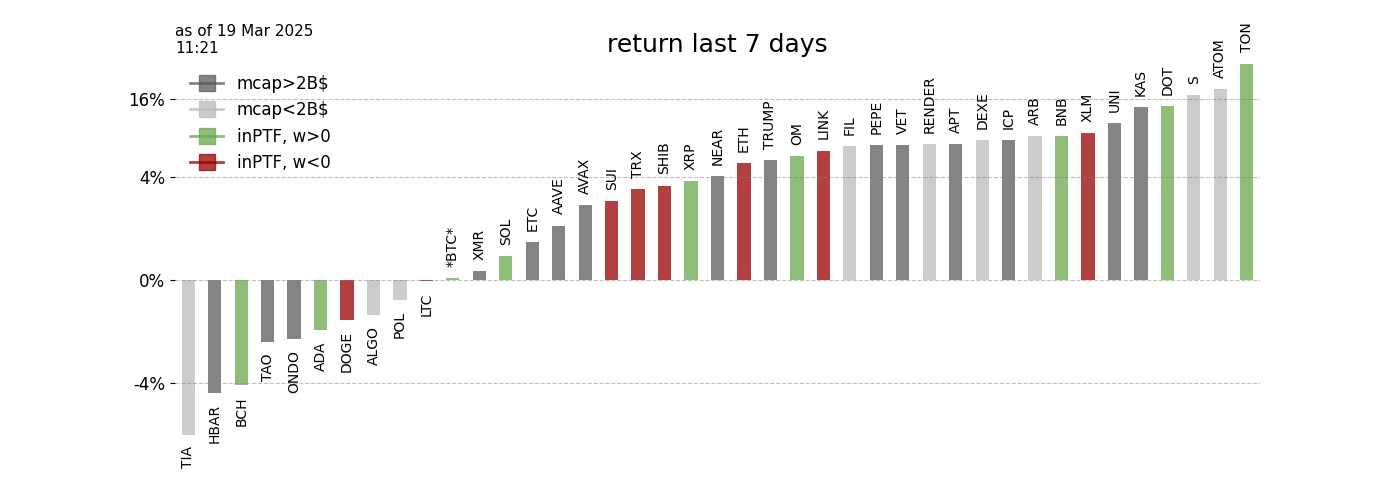 as of 19 Mar 2025
11:21
return last 7 days
mcap>2B$
mcap<2B$
inPTF, w>0
inPTF, w<0
16%
4%
0%
-4%
TIA
HBAR
BCH
TAO
ONDO
ADA
DOGE
ALGO
POL
LTC
*BTC*
XMR
SOL
ETC
AAVE
AVAX
SUI
TRX
SHIB
XRP
NEAR
ETH
TRUMP
OM
LINK
FIL
PEPE
VET
RENDER
APT
DEXE
ICP
ARB
BNB
XLM
UNI
KAS
DOT
S
ATOM
TON